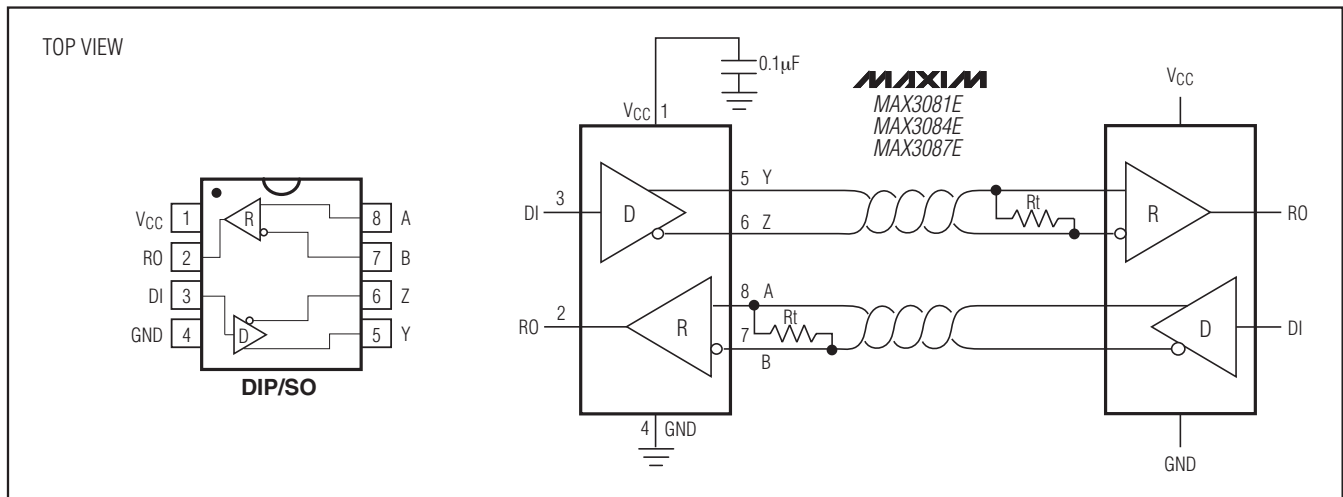 TOP VIEW
VCC 1 8 A
RO 2 7 B
DI 3 6 Z
GND 4 5 Y
R
D
DIP/SO
0.1µF
VCC 1
MAXIM
MAX3081E
MAX3084E
MAX3087E
VCC
DI 3 D 5 Y
6 Z
Rt
R RO
RO 2 R 8 A
Rt
7
B
D DI
4 GND
GND